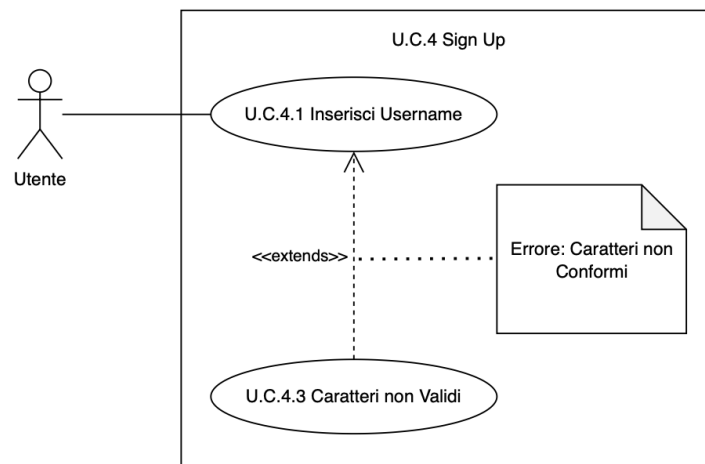 U.C.4 Sign Up
U.C.4.1 Inserisci Username
Utente
<<extends>>
Errore: Caratteri non
Conformi
U.C.4.3 Caratteri non Validi